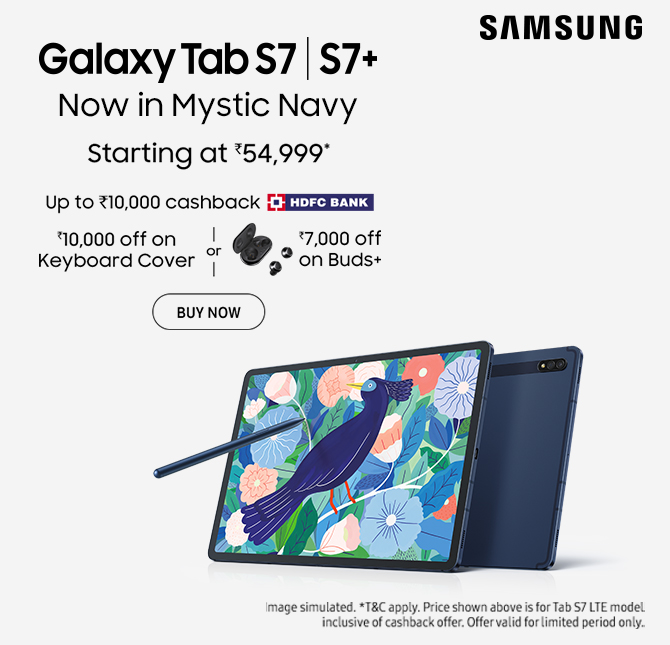 SAMSUNG
Galaxy Tab S7 | S7+
Now in Mystic Navy
Starting at ₹54,999*
Up to ₹10,000 cashback HDFC BANK
₹10,000 off on
Keyboard Cover
or
₹7,000 off
on Buds+
BUY NOW
Image simulated. *T&C apply. Price shown above is for Tab S7 LTE model
inclusive of cashback offer. Offer valid for limited period only..